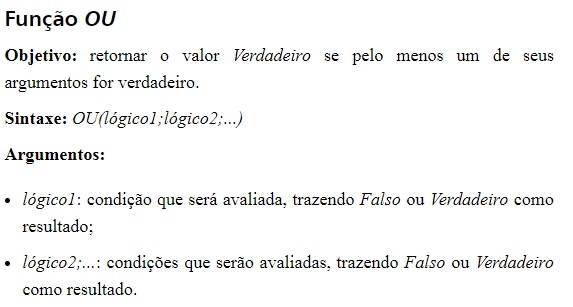 Função OU
Objetivo: retornar o valor Verdadeiro se pelo menos um de seus
argumentos for verdadeiro.
Sintaxe: OU(lógico1;lógico2;...)
Argumentos:
• lógico1: condição que será avaliada, trazendo Falso ou Verdadeiro como
resultado;
• lógico2;...: condições que serão avaliadas, trazendo Falso ou Verdadeiro
como resultado.